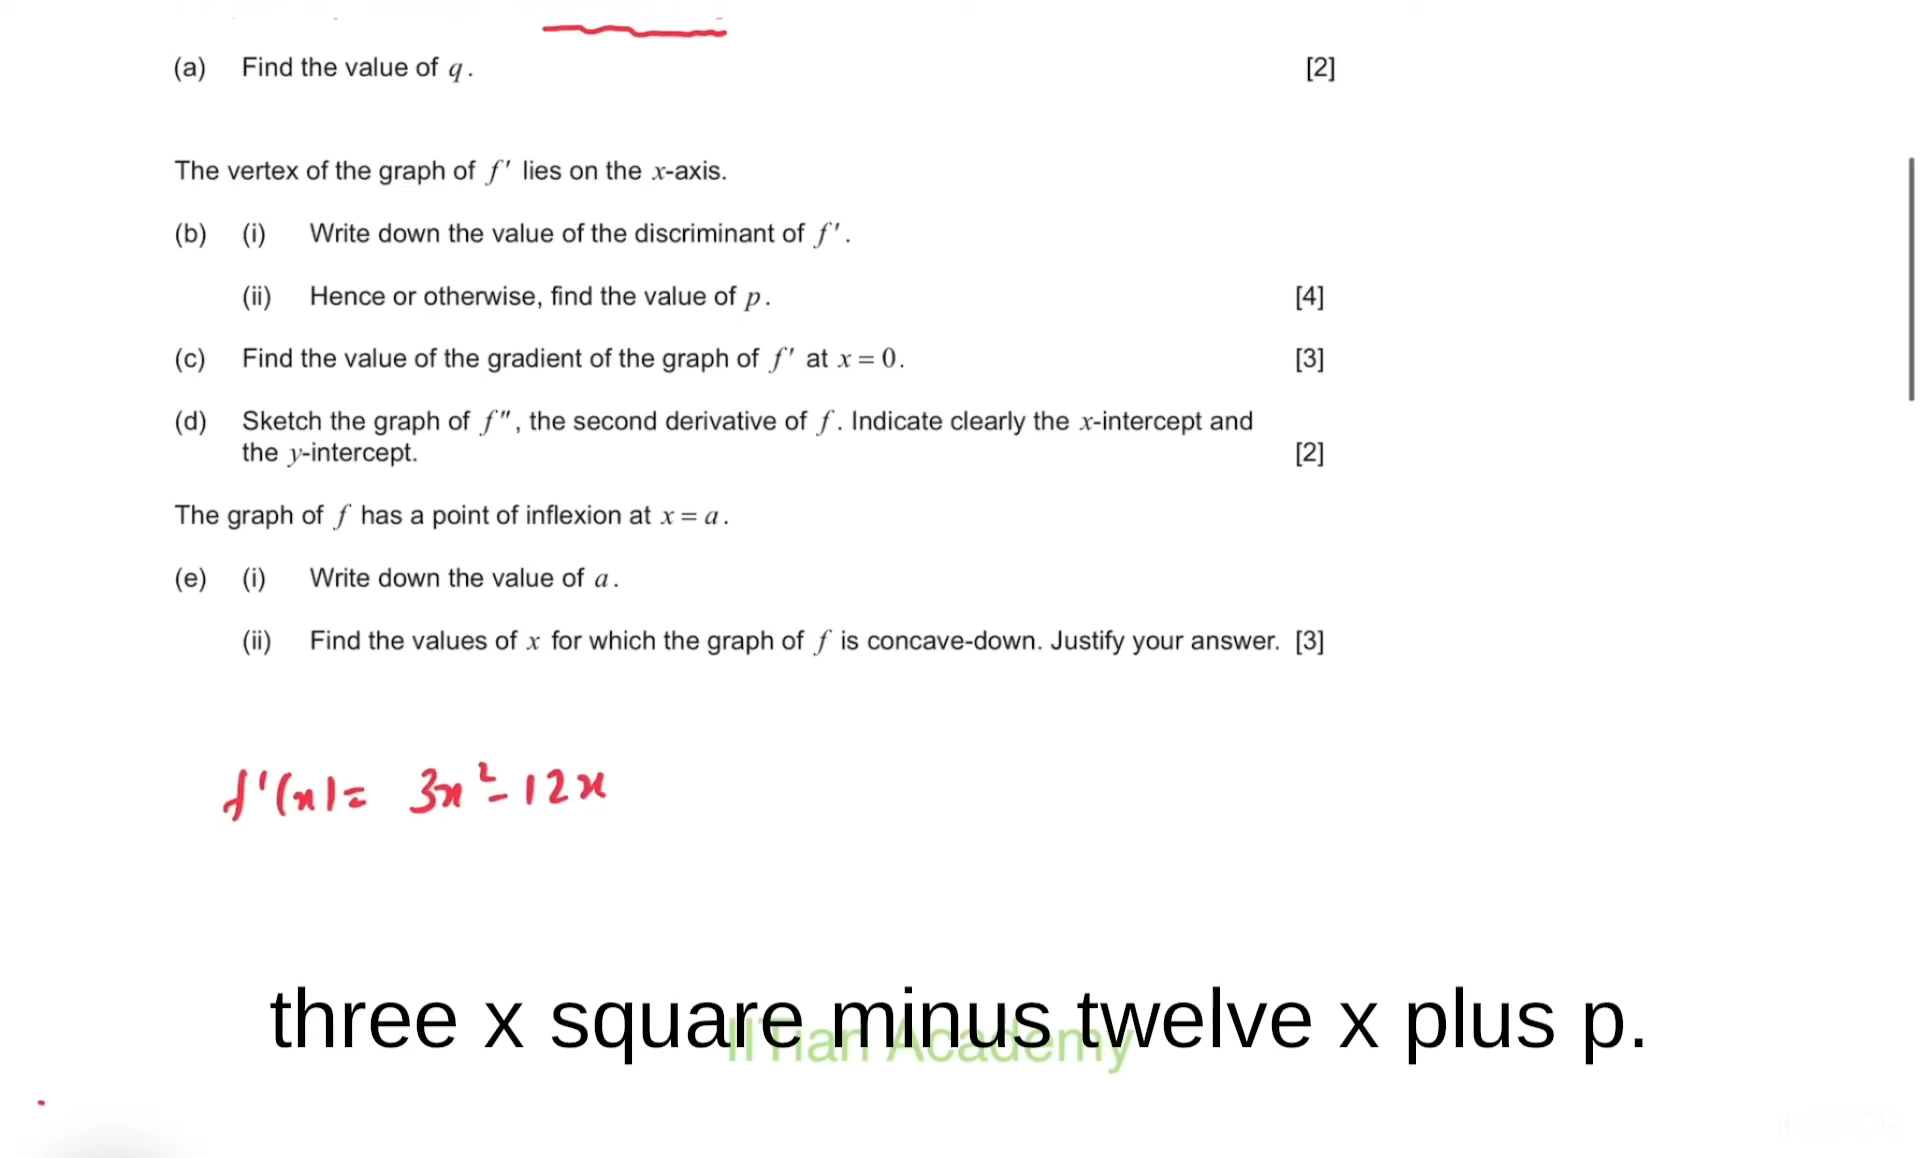 (a) Find the value of q. [2]
The vertex of the graph of f′ lies on the x-axis.
(b) (i) Write down the value of the discriminant of f′.
(ii) Hence or otherwise, find the value of p. [4]
(c) Find the value of the gradient of the graph of f′ at x = 0. [3]
(d) Sketch the graph of f″, the second derivative of f. Indicate clearly the x-intercept and
the y-intercept. [2]
The graph of f has a point of inflexion at x = a.
(e) (i) Write down the value of a.
(ii) Find the values of x for which the graph of f is concave-down. Justify your answer. [3]
f'(x) = 3x² - 12x
three x square minus twelve x plus p.
IITian Academy